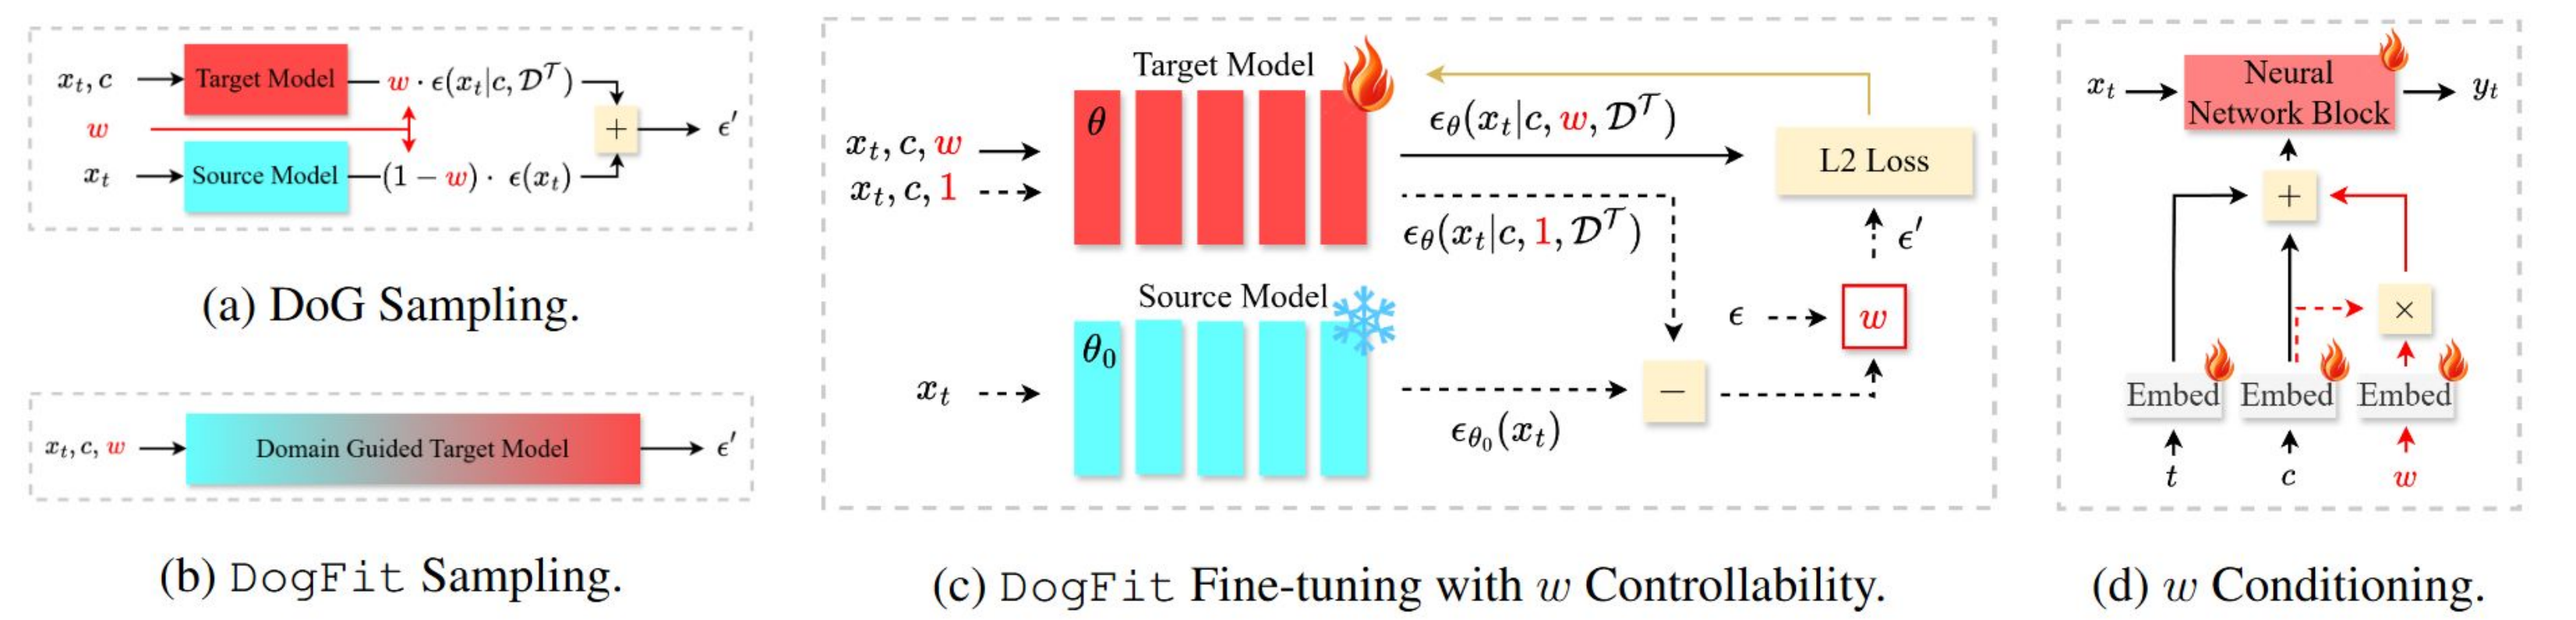 x_t, c
Target Model
w · ϵ(x_t|c, 𝒟^𝒯)
w
+
ϵ′
x_t
Source Model
(1 − w) · ϵ(x_t)
(a) DoG Sampling.
x_t, c, w
Domain Guided Target Model
ϵ′
(b) DogFit Sampling.
Target Model
θ
x_t, c, w
x_t, c, 1
ϵ_θ(x_t|c, w, 𝒟^𝒯)
L2 Loss
ϵ_θ(x_t|c, 1, 𝒟^𝒯)
ϵ′
Source Model
θ_0
ϵ
w
x_t
−
ϵ_{θ_0}(x_t)
(c) DogFit Fine-tuning with w Controllability.
x_t
Neural
Network Block
y_t
+
×
Embed
Embed
Embed
t
c
w
(d) w Conditioning.